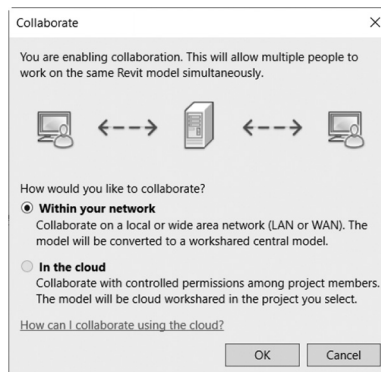 Collaborate
You are enabling collaboration. This will allow multiple people to
work on the same Revit model simultaneously.
How would you like to collaborate?
Within your network
Collaborate on a local or wide area network (LAN or WAN). The
model will be converted to a workshared central model.
In the cloud
Collaborate with controlled permissions among project members.
The model will be cloud workshared in the project you select.
How can I collaborate using the cloud?
OK Cancel